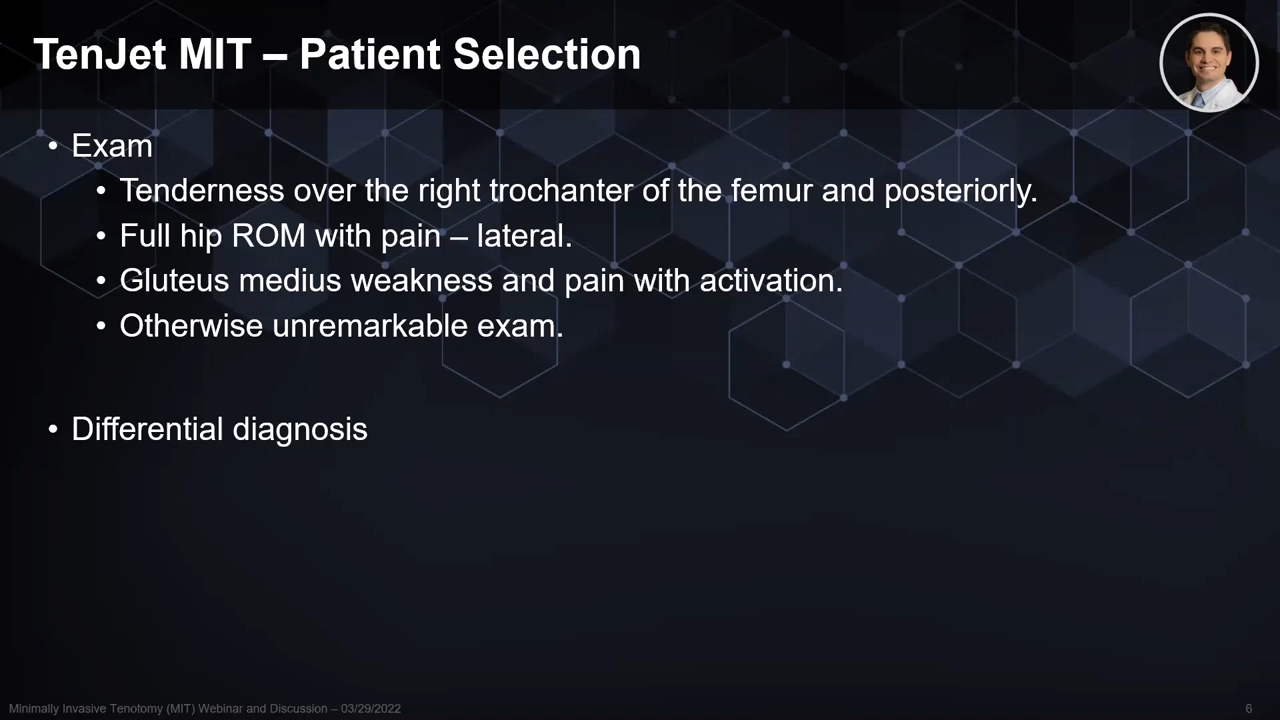 TenJet MIT – Patient Selection
• Exam
• Tenderness over the right trochanter of the femur and posteriorly.
• Full hip ROM with pain – lateral.
• Gluteus medius weakness and pain with activation.
• Otherwise unremarkable exam.
• Differential diagnosis
Minimally Invasive Tenotomy (MIT) Webinar and Discussion – 03/29/2022
6